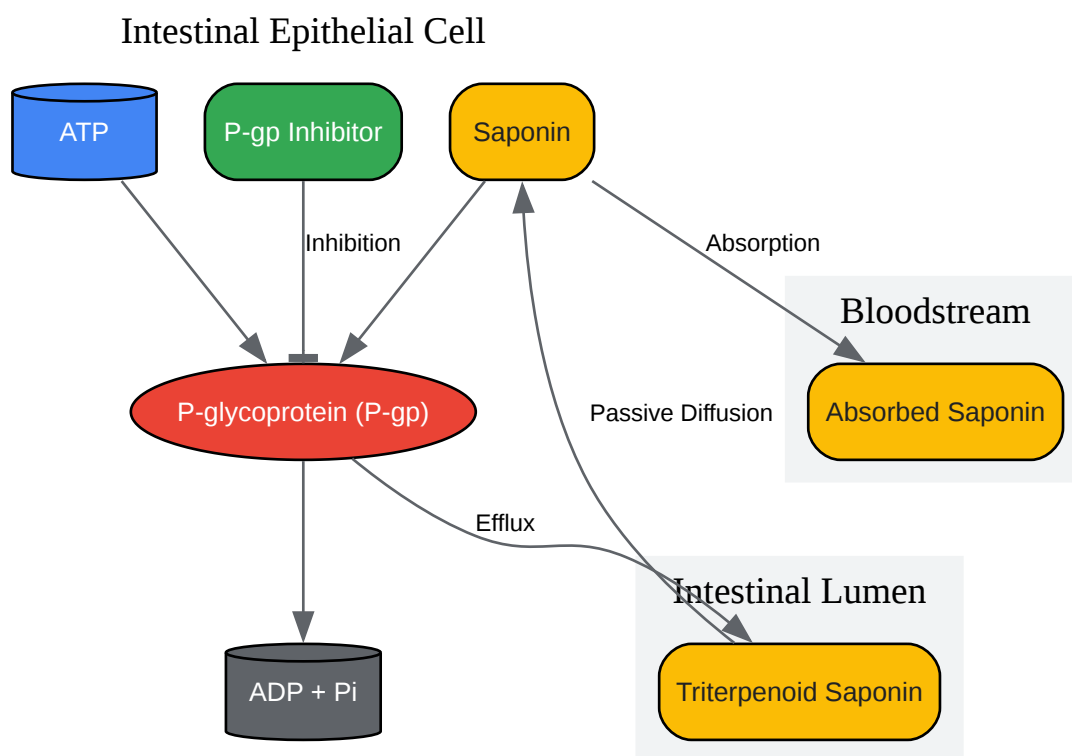 Intestinal Epithelial Cell
ATP
P-gp Inhibitor
Saponin
Inhibition
Absorption
Bloodstream
P-glycoprotein (P-gp)
Passive Diffusion
Absorbed Saponin
Efflux
Intestinal Lumen
ADP + Pi
Triterpenoid Saponin